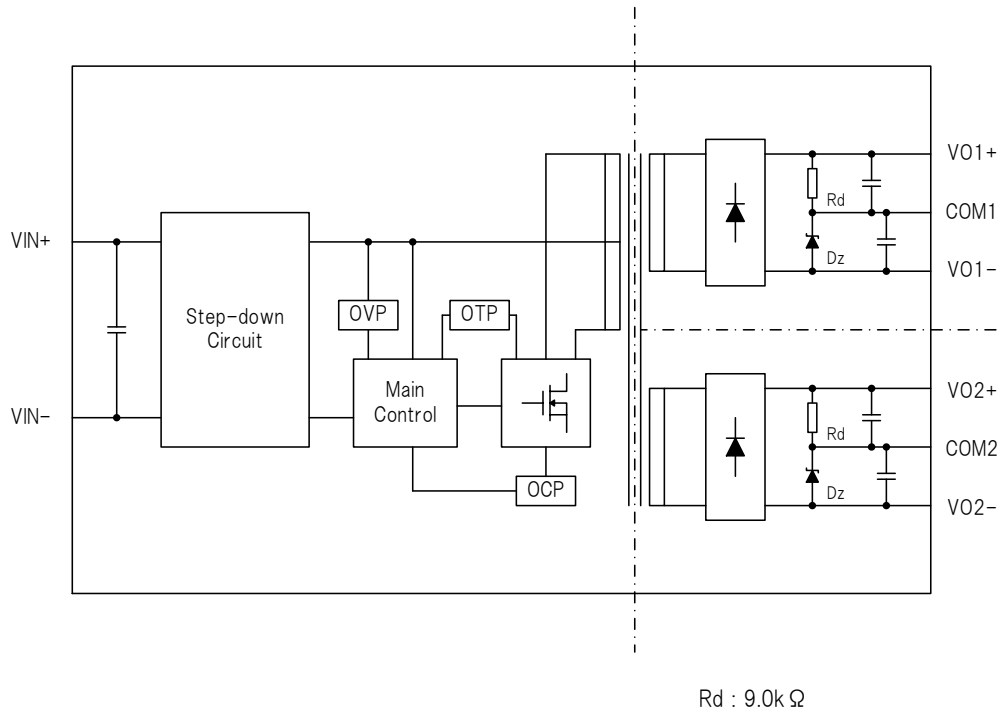 VO1+
Rd
COM1
VIN+
Dz
VO1-
OVP
OTP
Step-down
Circuit
Main
Control
VO2+
VIN-
Rd
COM2
OCP
Dz
VO2-
Rd : 9.0kΩ